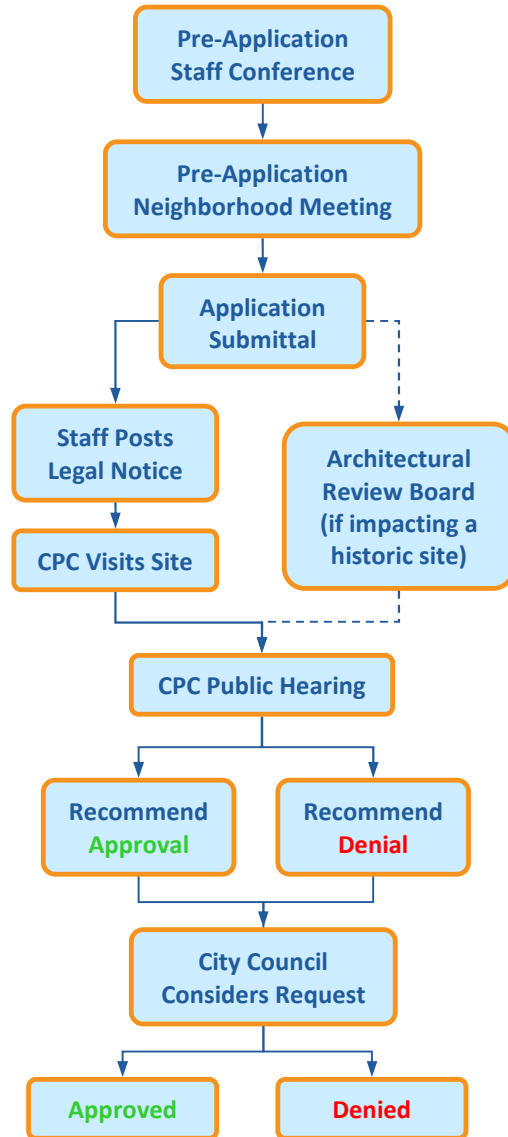 Pre-Application
Staff Conference
Pre-Application
Neighborhood Meeting
Application
Submittal
Staff Posts
Legal Notice
Architectural
Review Board
(if impacting a
historic site)
CPC Visits Site
CPC Public Hearing
Recommend
Approval
Recommend
Denial
City Council
Considers Request
Approved
Denied